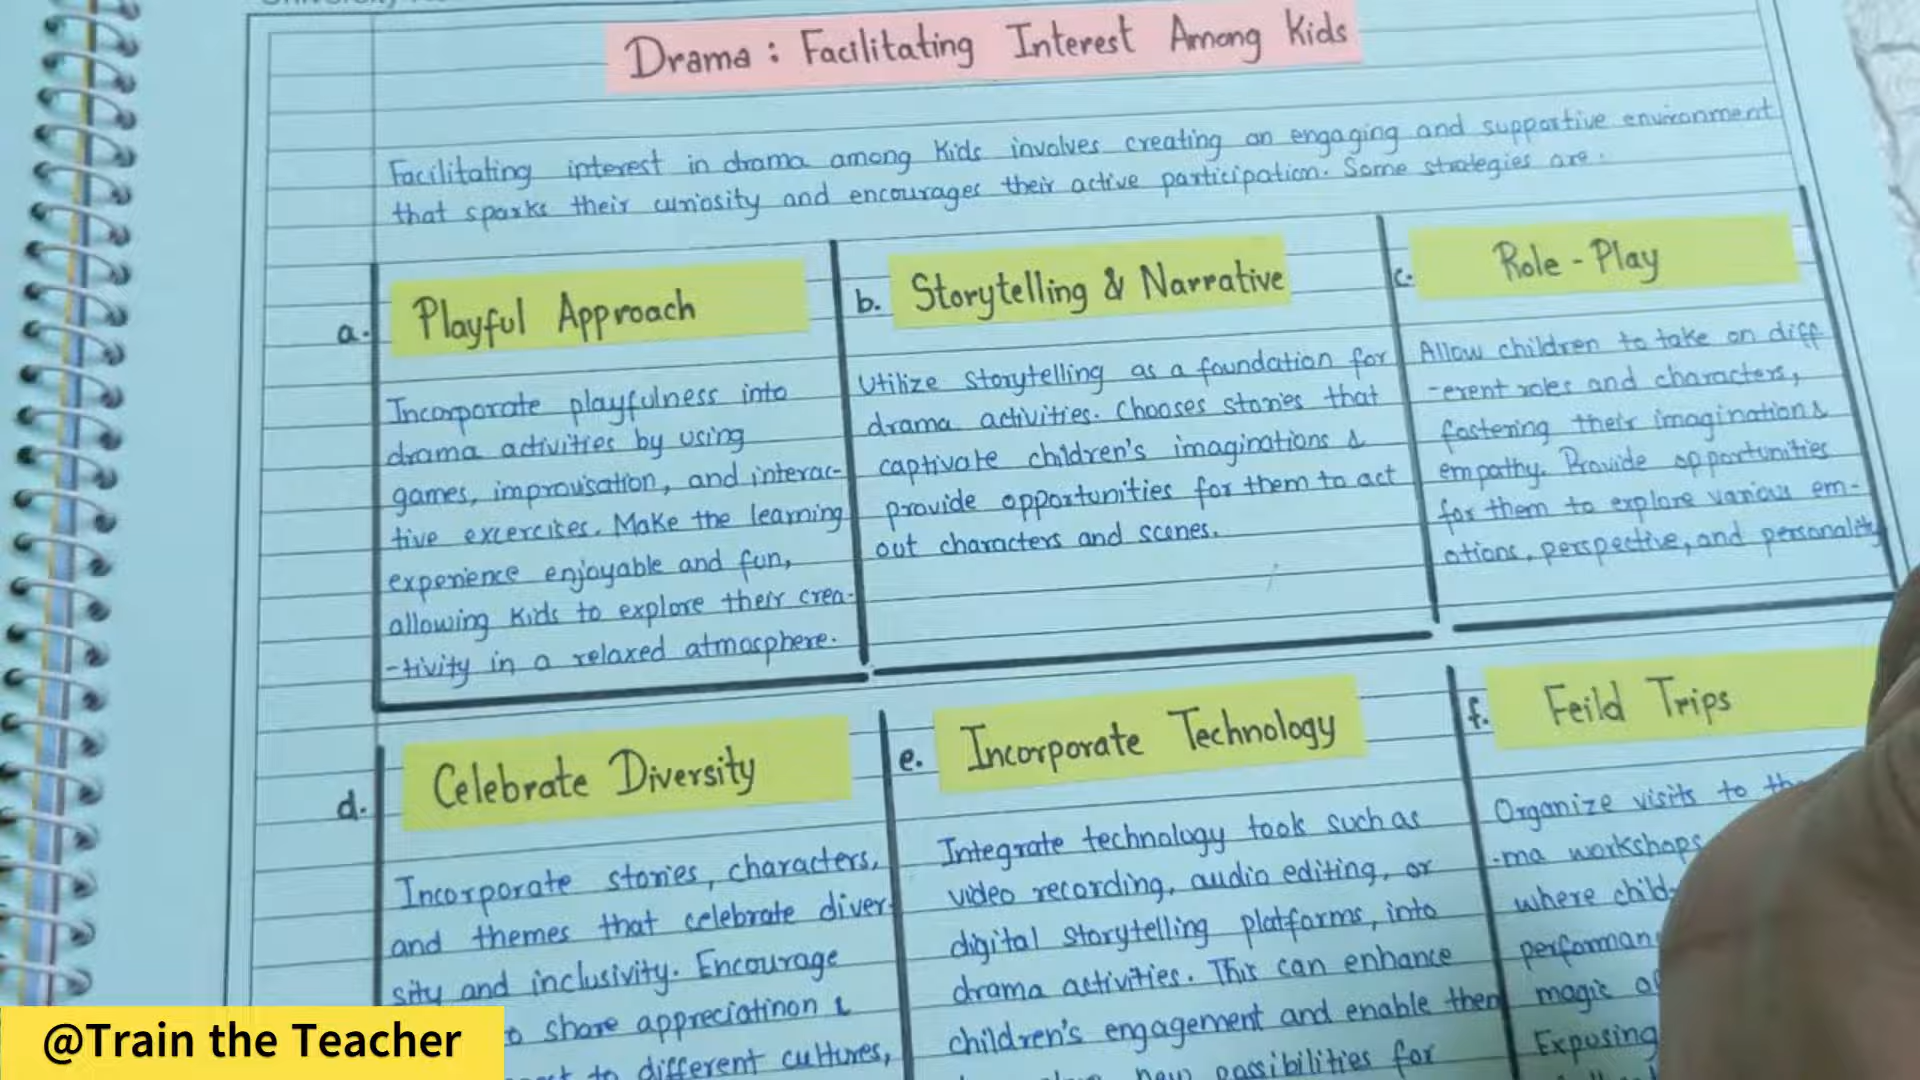 Drama : Facilitating Interest Among Kids
Facilitating interest in drama among Kids involves creating an engaging and supportive environment
that sparks their curiosity and encourages their active participation. Some strategies are.
a. Playful Approach
Incorporate playfulness into
drama activities by using
games, improvisation, and interac-
tive excercises. Make the learning
experience enjoyable and fun,
allowing Kids to explore their crea-
-tivity in a relaxed atmosphere.
b. Storytelling & Narrative
Utilize storytelling as a foundation for
drama activities. Chooses stories that
captivate children's imaginations &
provide opportunities for them to act
out characters and scenes.
c. Role-Play
Allow children to take on diff
-erent roles and characters,
fostering their imagination &
empathy. Provide opportunities
for them to explore various em-
otions, perspective, and personality
d. Celebrate Diversity
Incorporate stories, characters,
and themes that celebrate diver
sity and inclusivity. Encourage
share appreciatinon &
to different cultures,
e. Incorporate Technology
Integrate technology tools such as
video recording, audio editing, or
digital storytelling platforms, into
drama activities. This can enhance
children's engagement and enable them
new possibilities for
f. Feild Trips
Organize visits to
-ma workshops
where
magic
Exposing
@Train the Teacher